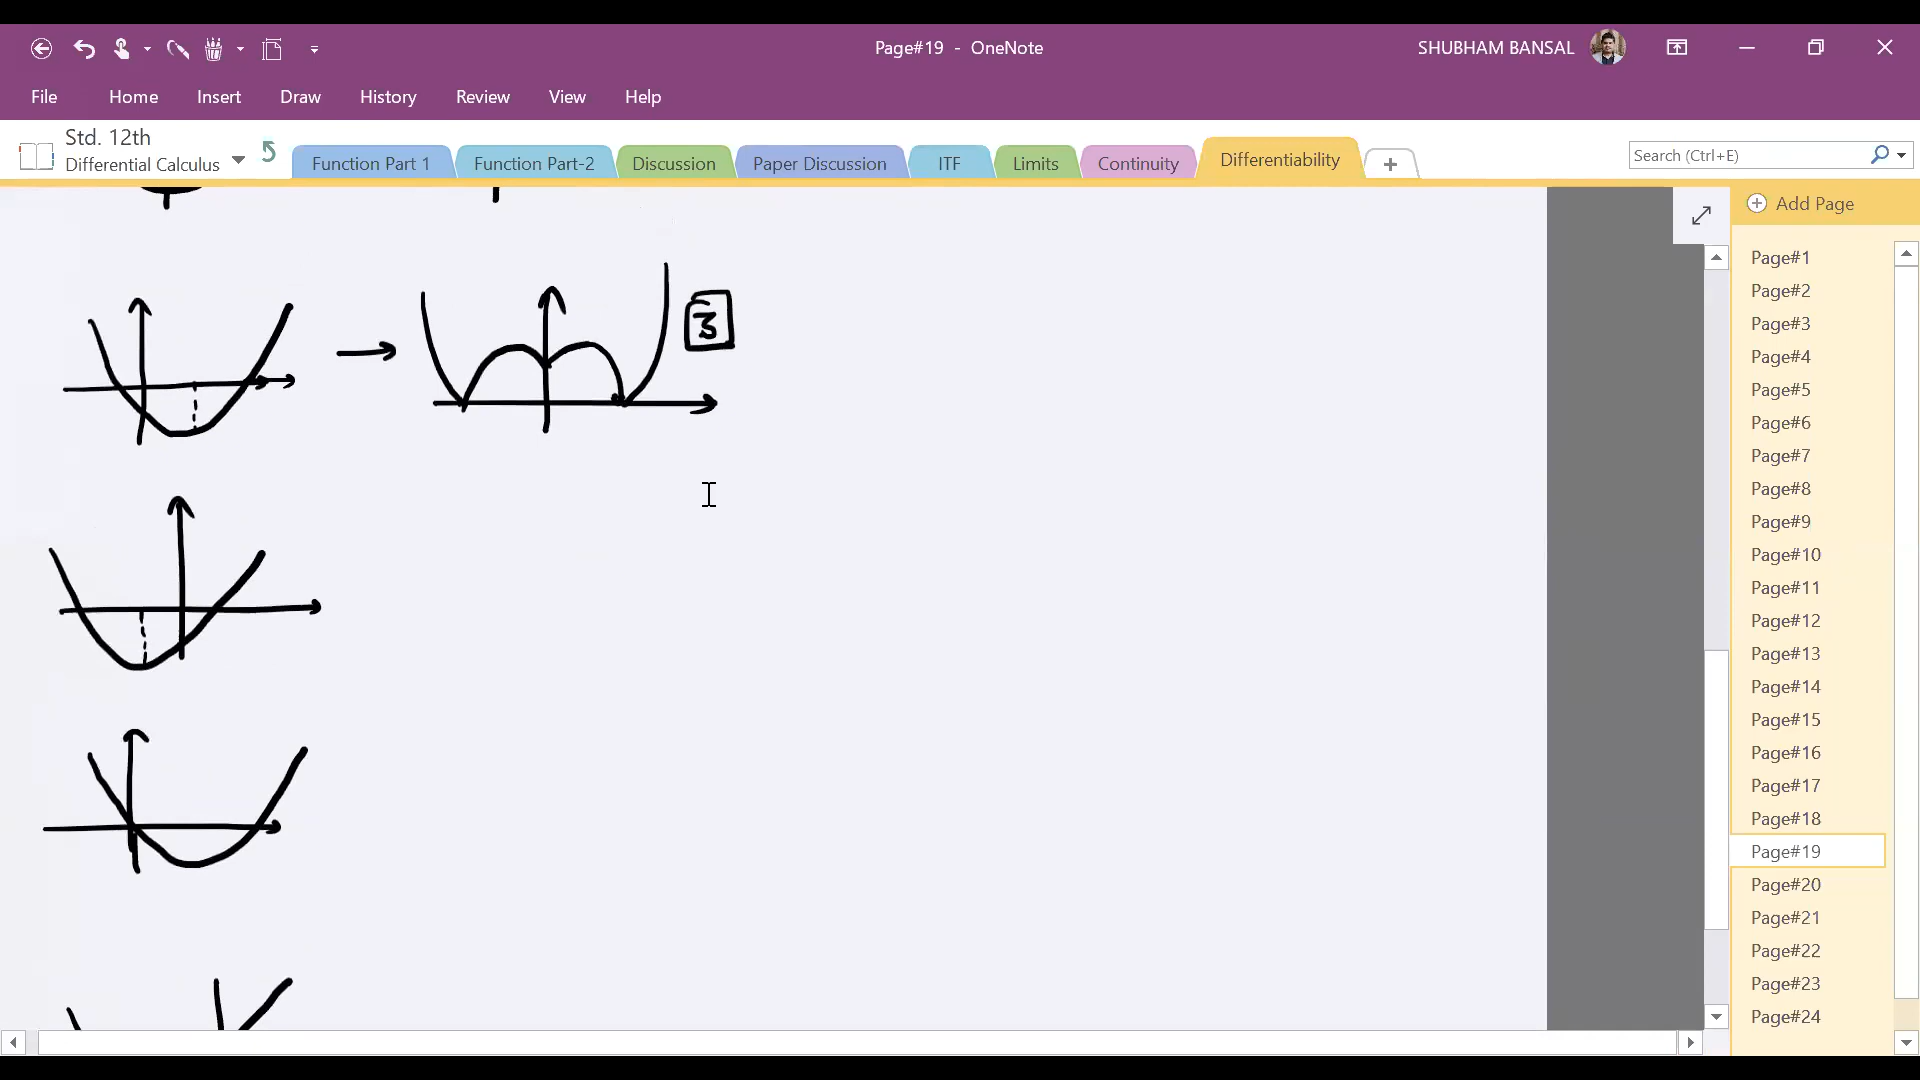 Page#19 - OneNote
SHUBHAM BANSAL
File Home Insert Draw History Review View Help
Std. 12th
Differential Calculus
Function Part 1
Function Part-2
Discussion
Paper Discussion
ITF
Limits
Continuity
Differentiability
Search (Ctrl+E)
Add Page
Page#1
Page#2
Page#3
Page#4
Page#5
Page#6
Page#7
Page#8
Page#9
Page#10
Page#11
Page#12
Page#13
Page#14
Page#15
Page#16
Page#17
Page#18
Page#19
Page#20
Page#21
Page#22
Page#23
Page#24
3